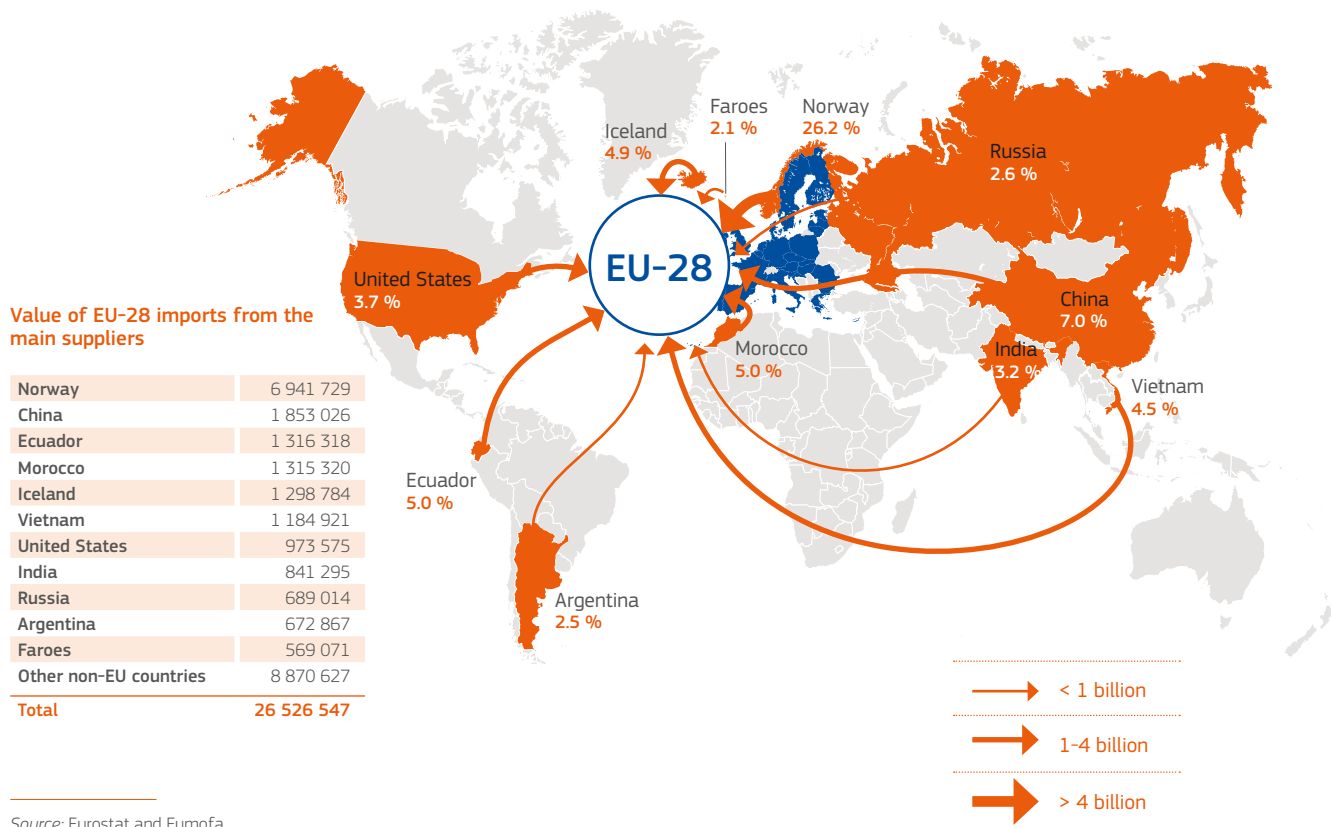 Faroes
2.1 %
Norway
26.2 %
Iceland
4.9 %
Russia
2.6 %
EU-28
United States
3.7 %
China
7.0 %
Morocco
5.0 %
India
3.2 %
Vietnam
4.5 %
Ecuador
5.0 %
Argentina
2.5 %
Value of EU-28 imports from the
main suppliers
Norway 6 941 729
China 1 853 026
Ecuador 1 316 318
Morocco 1 315 320
Iceland 1 298 784
Vietnam 1 184 921
United States 973 575
India 841 295
Russia 689 014
Argentina 672 867
Faroes 569 071
Other non-EU countries 8 870 627
Total 26 526 547
< 1 billion
1-4 billion
> 4 billion
Source: Eurostat and Eumofa